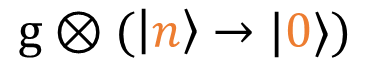 g ⊗ (|n⟩ → |0⟩)